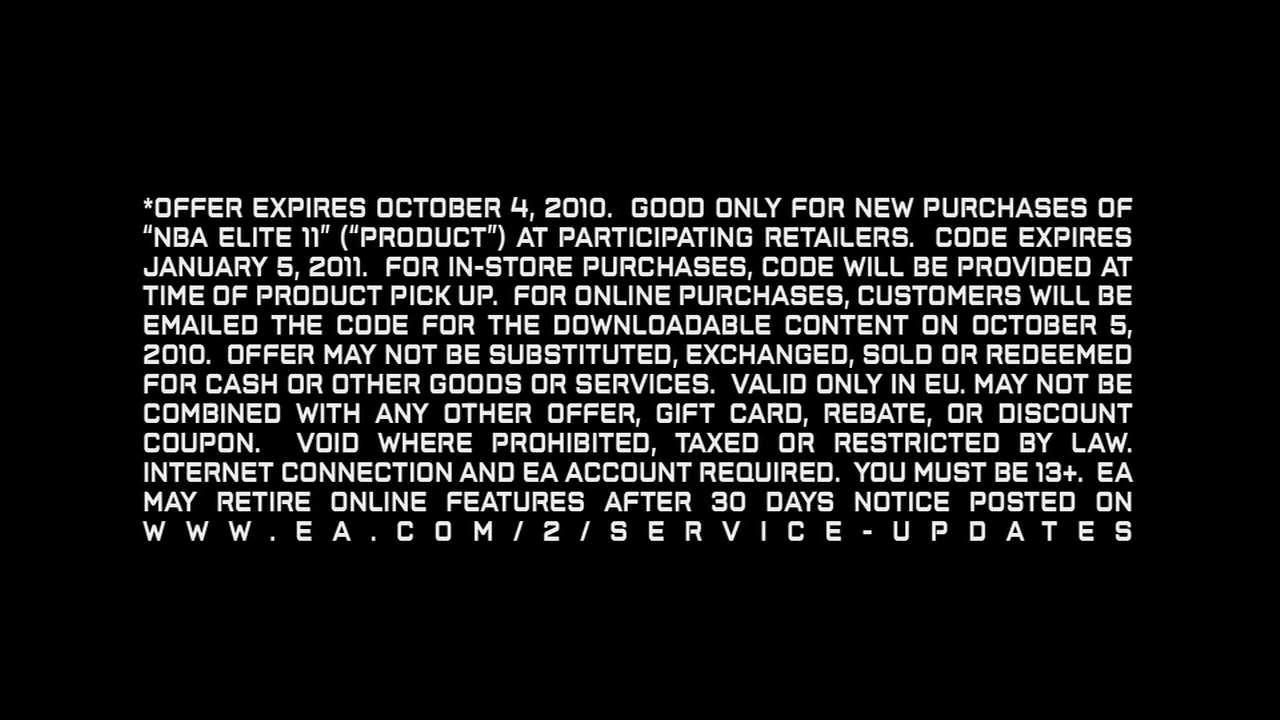 *OFFER EXPIRES OCTOBER 4, 2010. GOOD ONLY FOR NEW PURCHASES OF
“NBA ELITE 11” (“PRODUCT”) AT PARTICIPATING RETAILERS. CODE EXPIRES
JANUARY 5, 2011. FOR IN-STORE PURCHASES, CODE WILL BE PROVIDED AT
TIME OF PRODUCT PICK UP. FOR ONLINE PURCHASES, CUSTOMERS WILL BE
EMAILED THE CODE FOR THE DOWNLOADABLE CONTENT ON OCTOBER 5,
2010. OFFER MAY NOT BE SUBSTITUTED, EXCHANGED, SOLD OR REDEEMED
FOR CASH OR OTHER GOODS OR SERVICES. VALID ONLY IN EU. MAY NOT BE
COMBINED WITH ANY OTHER OFFER, GIFT CARD, REBATE, OR DISCOUNT
COUPON. VOID WHERE PROHIBITED, TAXED OR RESTRICTED BY LAW.
INTERNET CONNECTION AND EA ACCOUNT REQUIRED. YOU MUST BE 13+. EA
MAY RETIRE ONLINE FEATURES AFTER 30 DAYS NOTICE POSTED ON
WWW.EA.COM/2/SERVICE-UPDATES